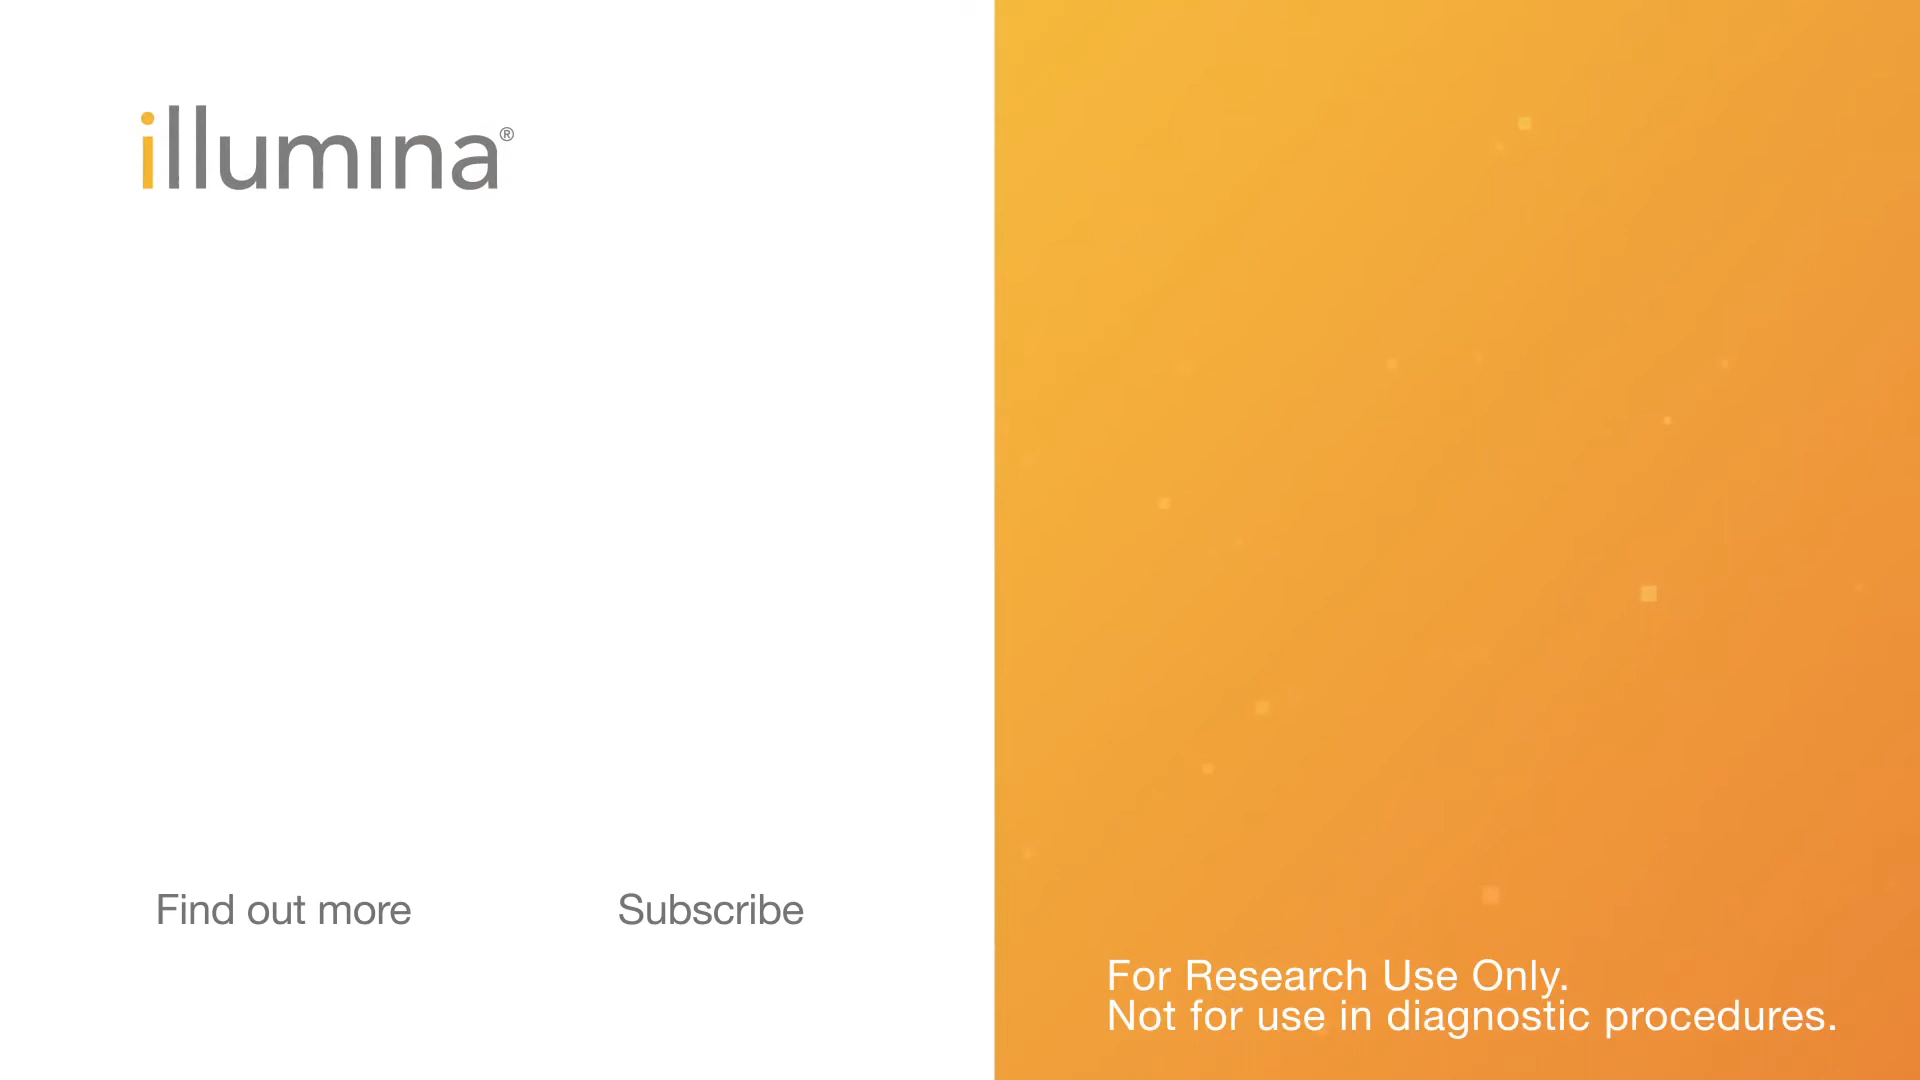 illumina®
Find out more
Subscribe
For Research Use Only.
Not for use in diagnostic procedures.